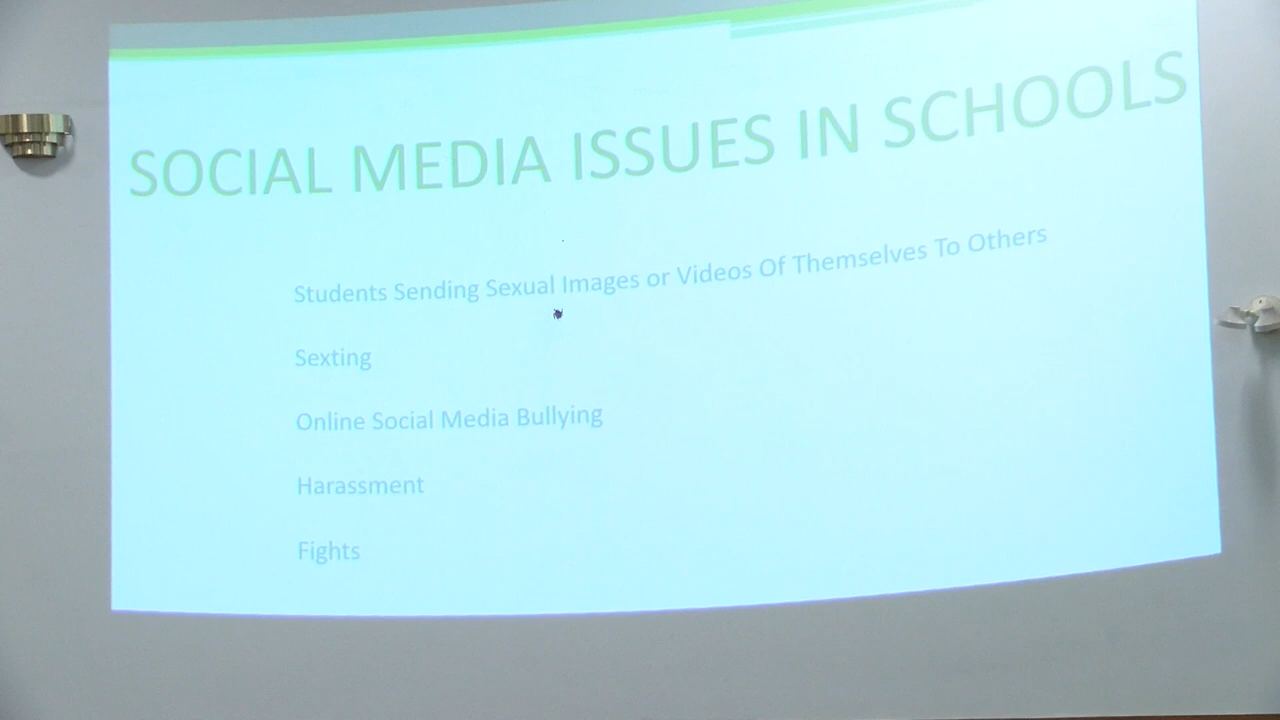 SOCIAL MEDIA ISSUES IN SCHOOLS
Students Sending Sexual Images or Videos Of Themselves To Others
Sexting
Online Social Media Bullying
Harassment
Fights